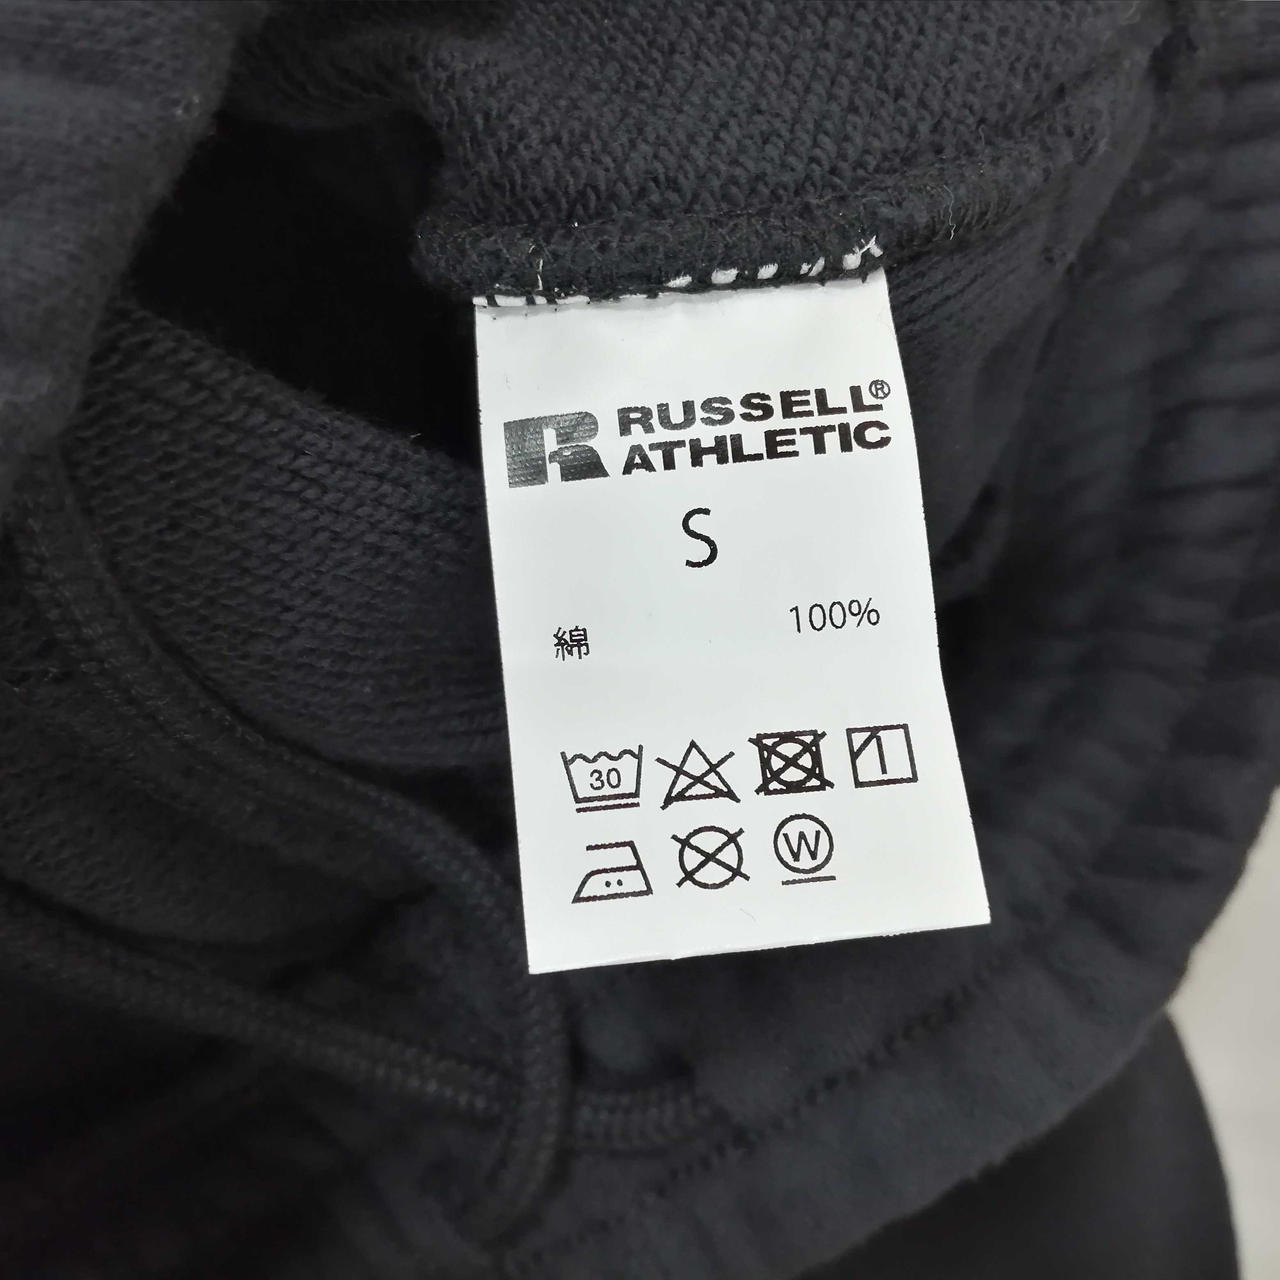 RUSSELL®
ATHLETIC
S
綿 100%
30
W